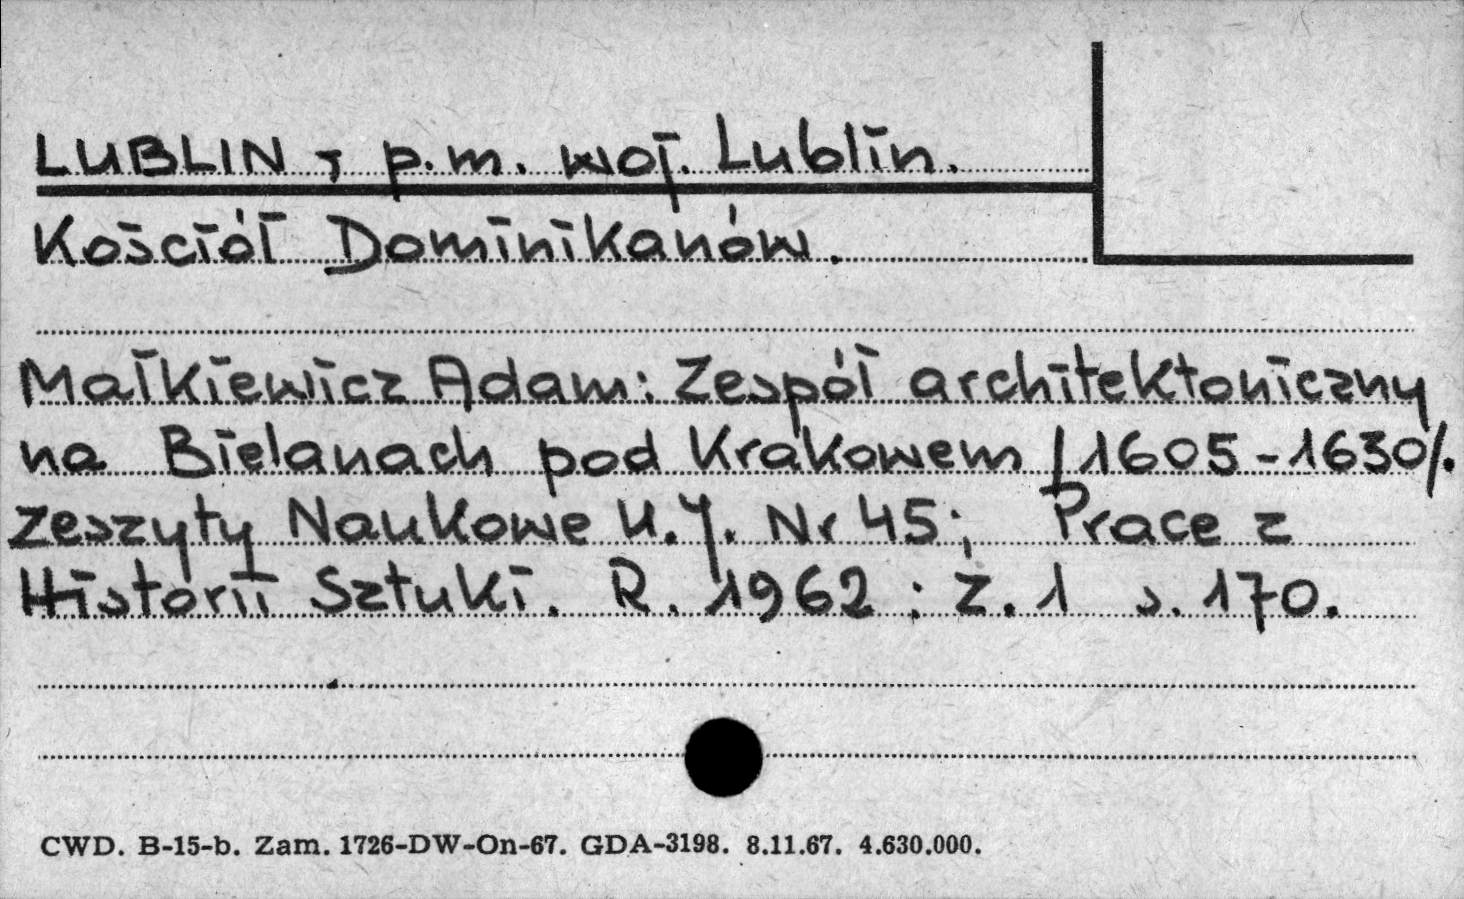 LUBLIN, p.m. woj. Lublin.
Kościół Dominikanów.
Małkiewicz Adam: Zespół architektoniczny
na Bielanach pod Krakowem /1605-1630/.
Zeszyty Naukowe U.J. Nr 45; Prace z
Historii Sztuki. R. 1962 : Z. 1 s. 170.
CWD. B-15-b. Zam. 1726-DW-On-67. GDA-3198. 8.11.67. 4.630.000.